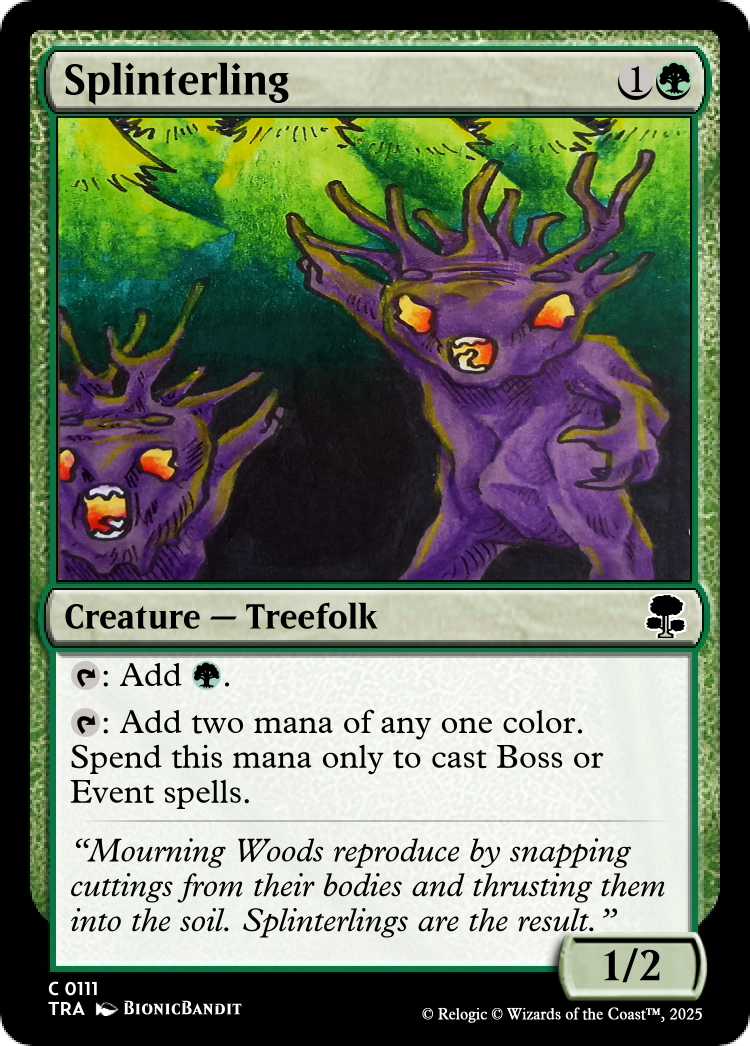 Splinterling 1
Creature — Treefolk
: Add .
: Add two mana of any one color.
Spend this mana only to cast Boss or
Event spells.
“Mourning Woods reproduce by snapping
cuttings from their bodies and thrusting them
into the soil. Splinterlings are the result.”
1/2
C 0111
TRA BionicBandit
© Relogic © Wizards of the Coast™, 2025